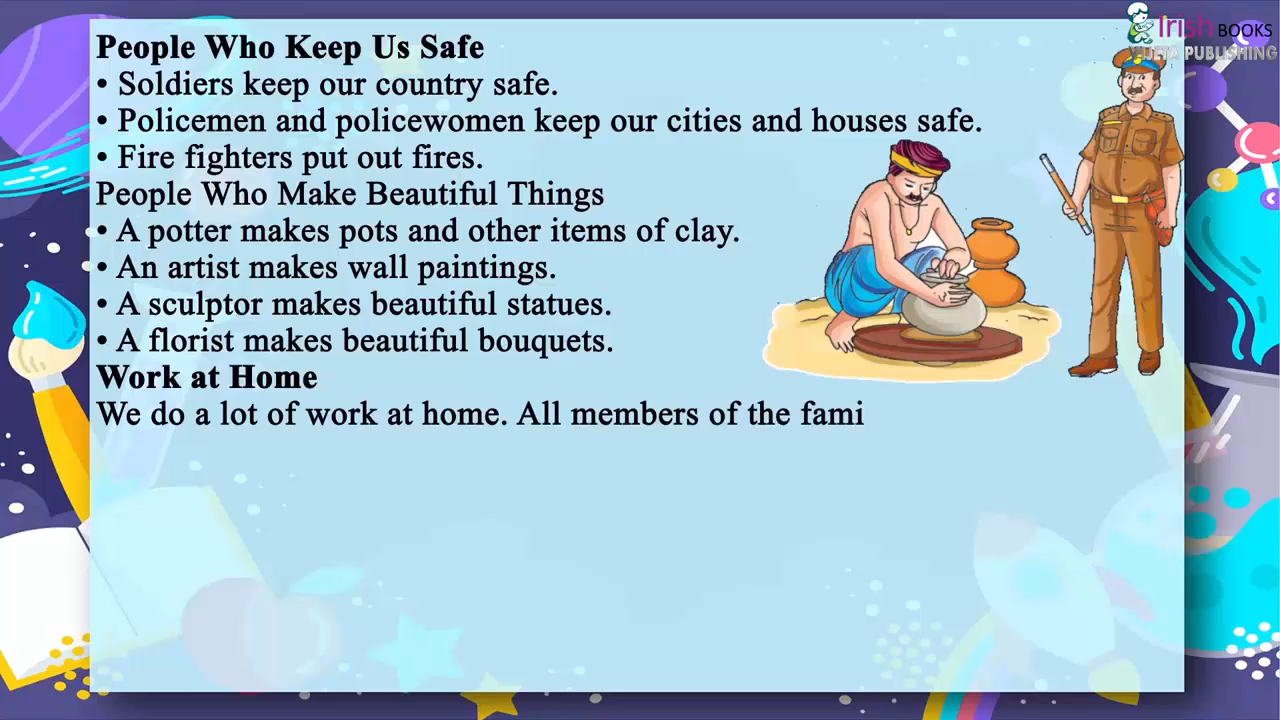 Irish BOOKS
VIJETA PUBLISHING
People Who Keep Us Safe
• Soldiers keep our country safe.
• Policemen and policewomen keep our cities and houses safe.
• Fire fighters put out fires.
People Who Make Beautiful Things
• A potter makes pots and other items of clay.
• An artist makes wall paintings.
• A sculptor makes beautiful statues.
• A florist makes beautiful bouquets.
Work at Home
We do a lot of work at home. All members of the fami